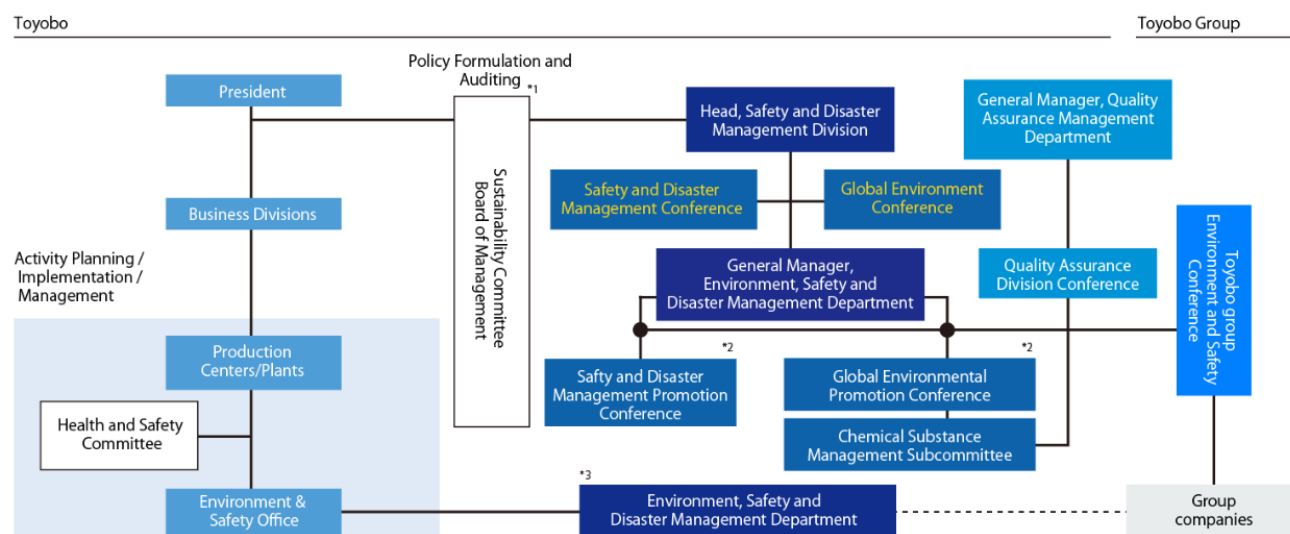 Toyobo
Toyobo Group
Policy Formulation and
Auditing
*1
President
Head, Safety and Disaster
Management Division
General Manager, Quality
Assurance Management
Department
Sustainability Committee
Board of Management
Safety and Disaster
Management Conference
Global Environment
Conference
Business Divisions
Activity Planning /
Implementation /
Management
General Manager,
Environment, Safety and
Disaster Management Department
Quality Assurance
Division Conference
Toyobo group
Environment and Safety
Conference
Production
Centers/Plants
*2
Safty and Disaster
Management Promotion
Conference
*2
Global Environmental
Promotion Conference
Health and Safety
Committee
Chemical Substance
Management Subcommittee
Environment &
Safety Office
*3
Environment, Safety and
Disaster Management Department
Group
companies